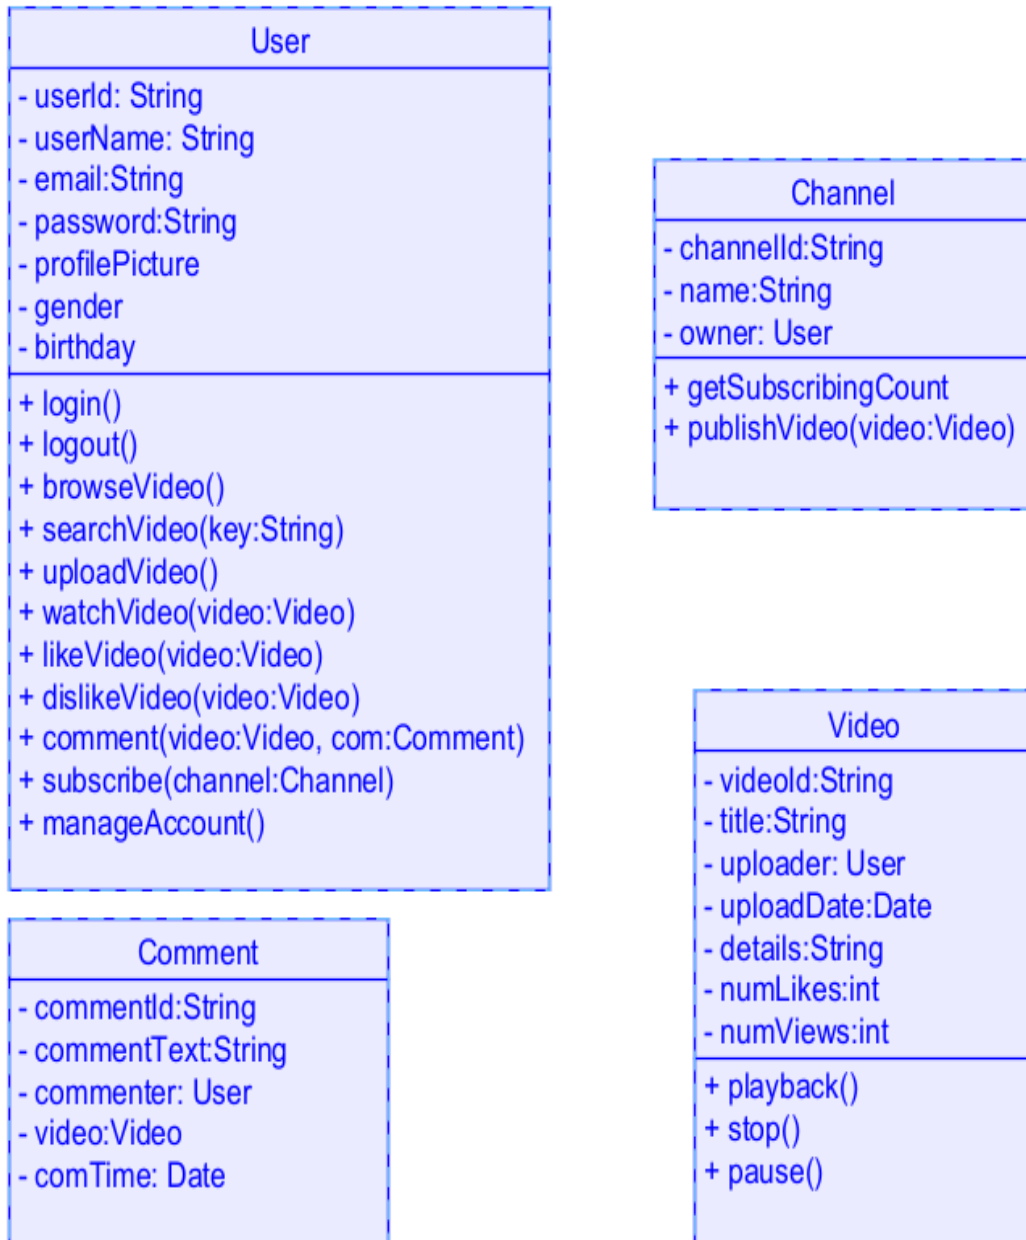 User
- userId: String
- userName: String
- email:String
- password:String
- profilePicture
- gender
- birthday
+ login()
+ logout()
+ browseVideo()
+ searchVideo(key:String)
+ uploadVideo()
+ watchVideo(video:Video)
+ likeVideo(video:Video)
+ dislikeVideo(video:Video)
+ comment(video:Video, com:Comment)
+ subscribe(channel:Channel)
+ manageAccount()
Channel
- channelId:String
- name:String
- owner: User
+ getSubscribingCount
+ publishVideo(video:Video)
Comment
- commentId:String
- commentText:String
- commenter: User
- video:Video
- comTime: Date
Video
- videoId:String
- title:String
- uploader: User
- uploadDate:Date
- details:String
- numLikes:int
- numViews:int
+ playback()
+ stop()
+ pause()